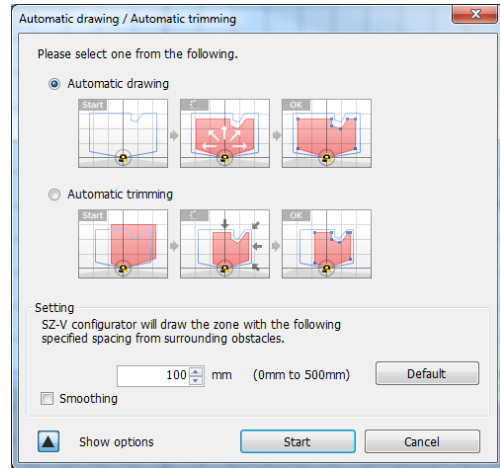 Automatic drawing / Automatic trimming
Please select one from the following.
Automatic drawing
Start
OK
Automatic trimming
Start
OK
Setting
SZ-V configurator will draw the zone with the following
specified spacing from surrounding obstacles.
100 mm (0mm to 500mm) Default
Smoothing
Show options Start Cancel